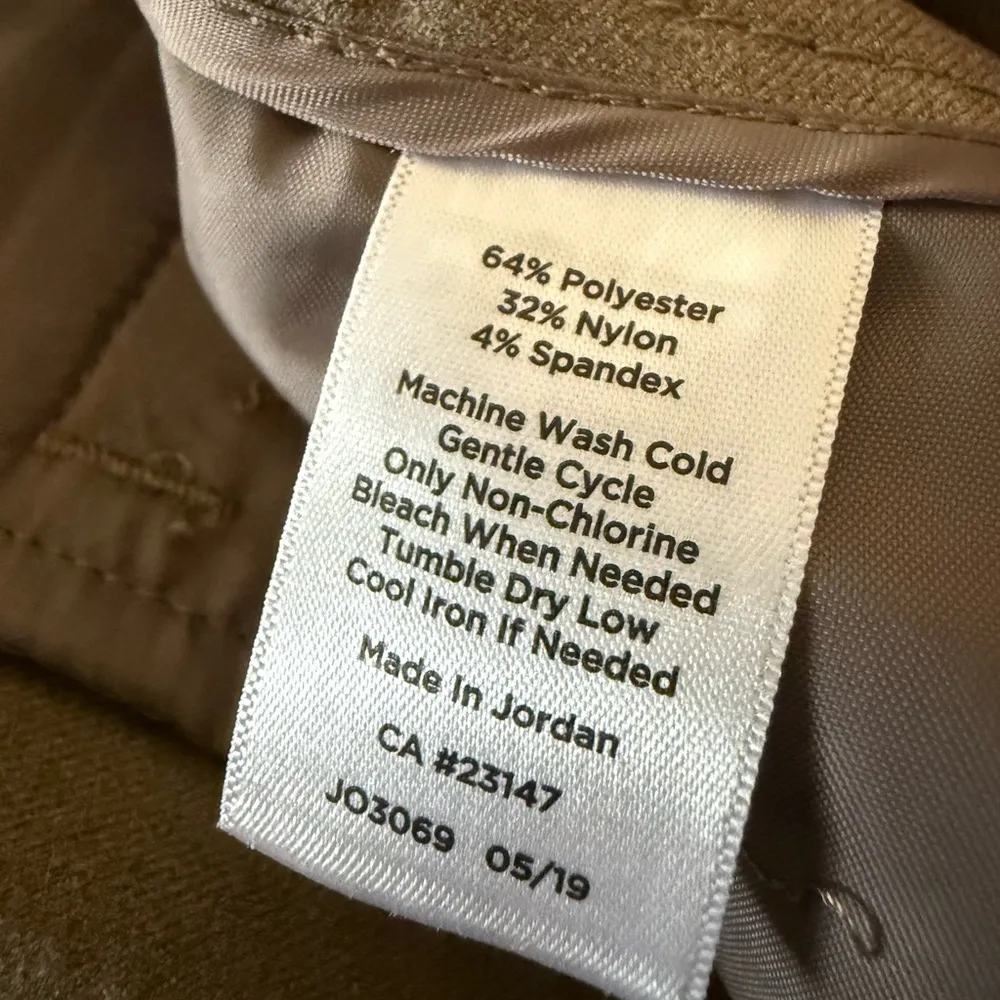 64% Polyester
32% Nylon
4% Spandex
Machine Wash Cold
Gentle Cycle
Only Non-Chlorine
Bleach When Needed
Tumble Dry Low
Cool Iron If Needed
Made In Jordan
CA #23147
JO3069 05/19